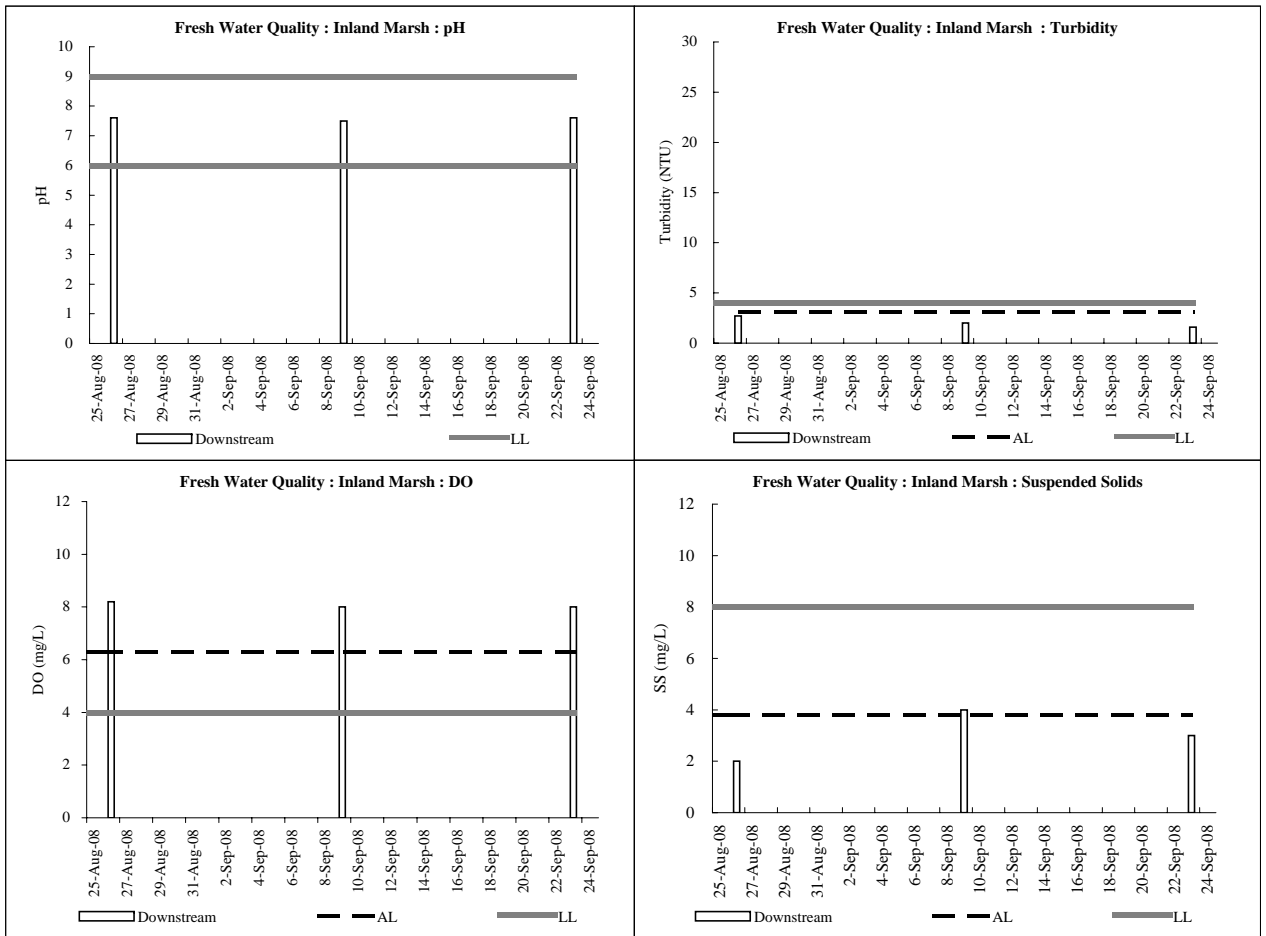 Fresh Water Quality : Inland Marsh : pH
10
9
8
7
6
5
4
3
2
1
0
pH
25-Aug-08
27-Aug-08
29-Aug-08
31-Aug-08
2-Sep-08
4-Sep-08
6-Sep-08
8-Sep-08
10-Sep-08
12-Sep-08
14-Sep-08
16-Sep-08
18-Sep-08
20-Sep-08
22-Sep-08
24-Sep-08
Downstream LL
Fresh Water Quality : Inland Marsh : Turbidity
30
25
20
15
10
5
0
Turbidity (NTU)
25-Aug-08
27-Aug-08
29-Aug-08
31-Aug-08
2-Sep-08
4-Sep-08
6-Sep-08
8-Sep-08
10-Sep-08
12-Sep-08
14-Sep-08
16-Sep-08
18-Sep-08
20-Sep-08
22-Sep-08
24-Sep-08
Downstream AL LL
Fresh Water Quality : Inland Marsh : DO
12
10
8
6
4
2
0
DO (mg/L)
25-Aug-08
27-Aug-08
29-Aug-08
31-Aug-08
2-Sep-08
4-Sep-08
6-Sep-08
8-Sep-08
10-Sep-08
12-Sep-08
14-Sep-08
16-Sep-08
18-Sep-08
20-Sep-08
22-Sep-08
24-Sep-08
Downstream AL LL
Fresh Water Quality : Inland Marsh : Suspended Solids
12
10
8
6
4
2
0
SS (mg/L)
25-Aug-08
27-Aug-08
29-Aug-08
31-Aug-08
2-Sep-08
4-Sep-08
6-Sep-08
8-Sep-08
10-Sep-08
12-Sep-08
14-Sep-08
16-Sep-08
18-Sep-08
20-Sep-08
22-Sep-08
24-Sep-08
Downstream AL LL